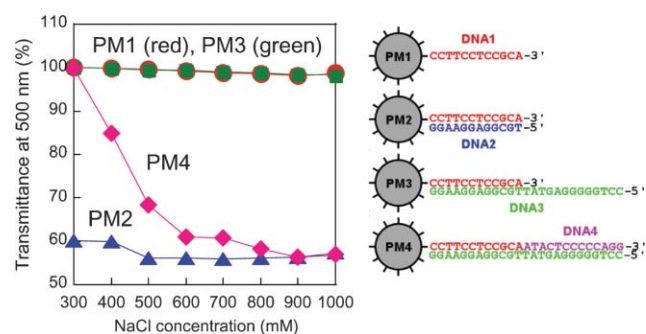 PM1 (red), PM3 (green)
PM4
PM2
Transmittance at 500 nm (%)
110
100
90
80
70
60
50
300 400 500 600 700 800 900 1000
NaCl concentration (mM)
DNA1
PM1 CCTTCCTCCGCA-3'
PM2 CCTTCCTCCGCA-3'
GGAAGGAGGCGT-5'
DNA2
PM3 CCTTCCTCCGCA-3'
GGAAGGAGGCGTTATGAGGGGGTCC-5'
DNA3
DNA4
PM4 CCTTCCTCCGCAATACTCCCCCAGG-3'
GGAAGGAGGCGTTATGAGGGGGTCC-5'